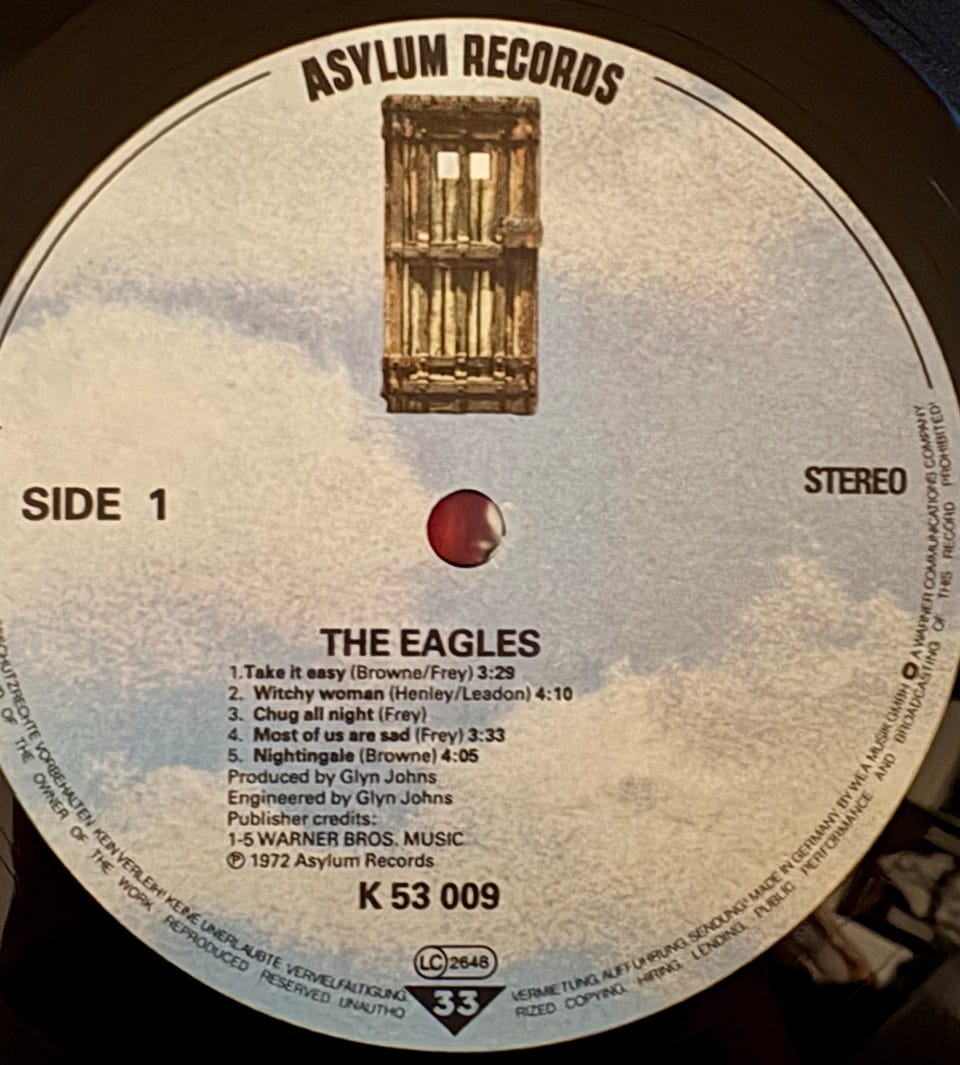 ASYLUM RECORDS
SIDE 1
STEREO
THE EAGLES
1.Take it easy (Browne/Frey) 3:29
2. Witchy woman (Henley/Leadon) 4:10
3. Chug all night (Frey)
4. Most of us are sad (Frey) 3:33
5. Nightingale (Browne) 4:05
Produced by Glyn Johns
Engineered by Glyn Johns
Publisher credits:
1-5 WARNER BROS. MUSIC
℗ 1972 Asylum Records
K 53 009
LC 2648
33
VORBEHALTEN KEIN VERLEIH! KEINE UNERLAUBTE VERVIELFÄLTIGUNG, VERMIETUNG, AUFFÜHRUNG, SENDUNG! MADE IN GERMANY BY WEA MUSIK GMBH A WARNER COMMUNICATIONS COMPANY
OF THE OWNER OF THE WORK REPRODUCED RESERVED UNAUTHO RIZED COPYING, HIRING, LENDING, PUBLIC PERFORMANCE AND BROADCASTING OF THIS RECORD PROHIBITED!